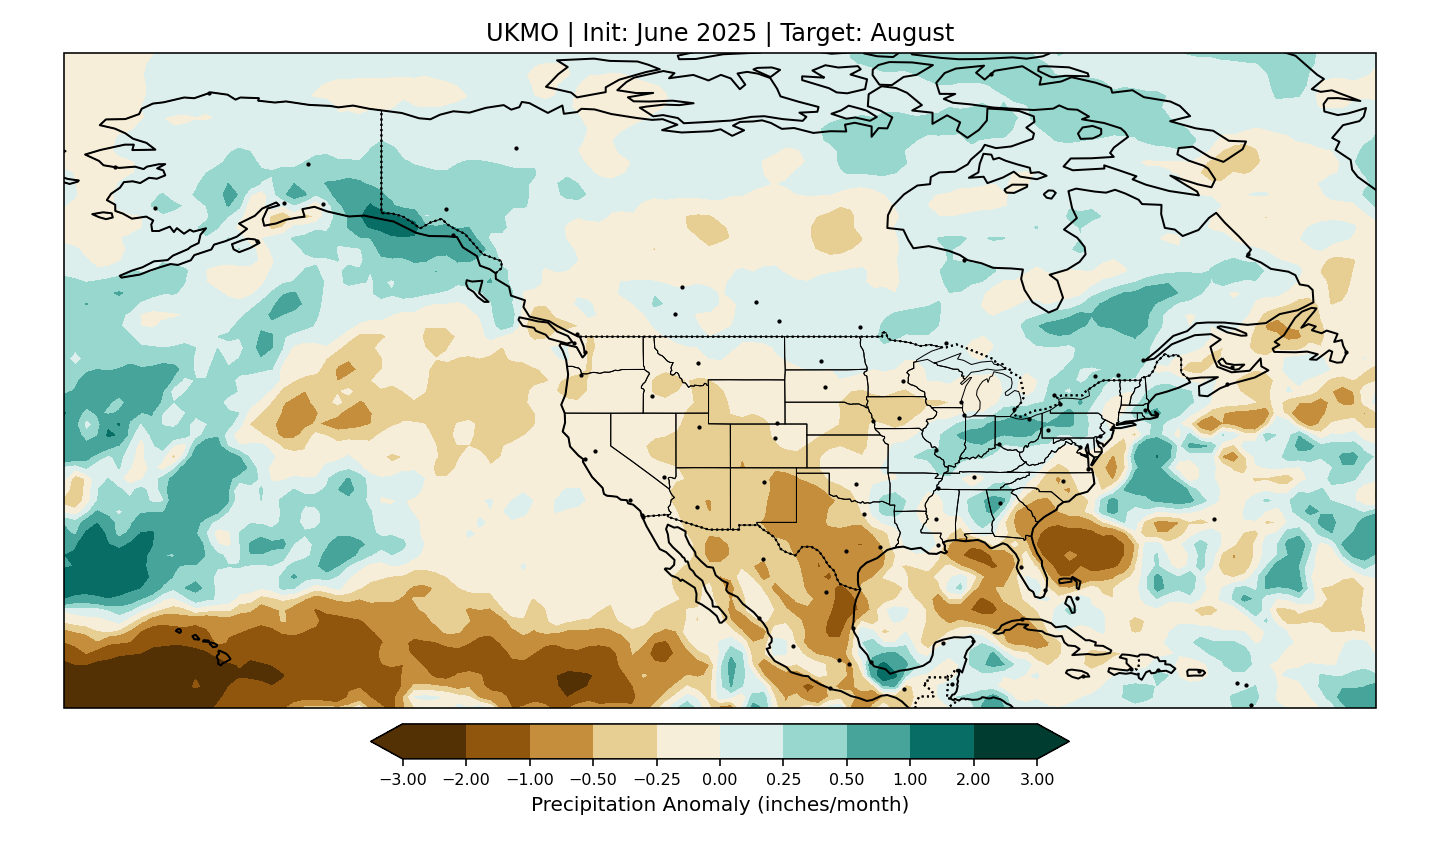 UKMO | Init: June 2025 | Target: August
−3.00 −2.00 −1.00 −0.50 −0.25 0.00 0.25 0.50 1.00 2.00 3.00
Precipitation Anomaly (inches/month)